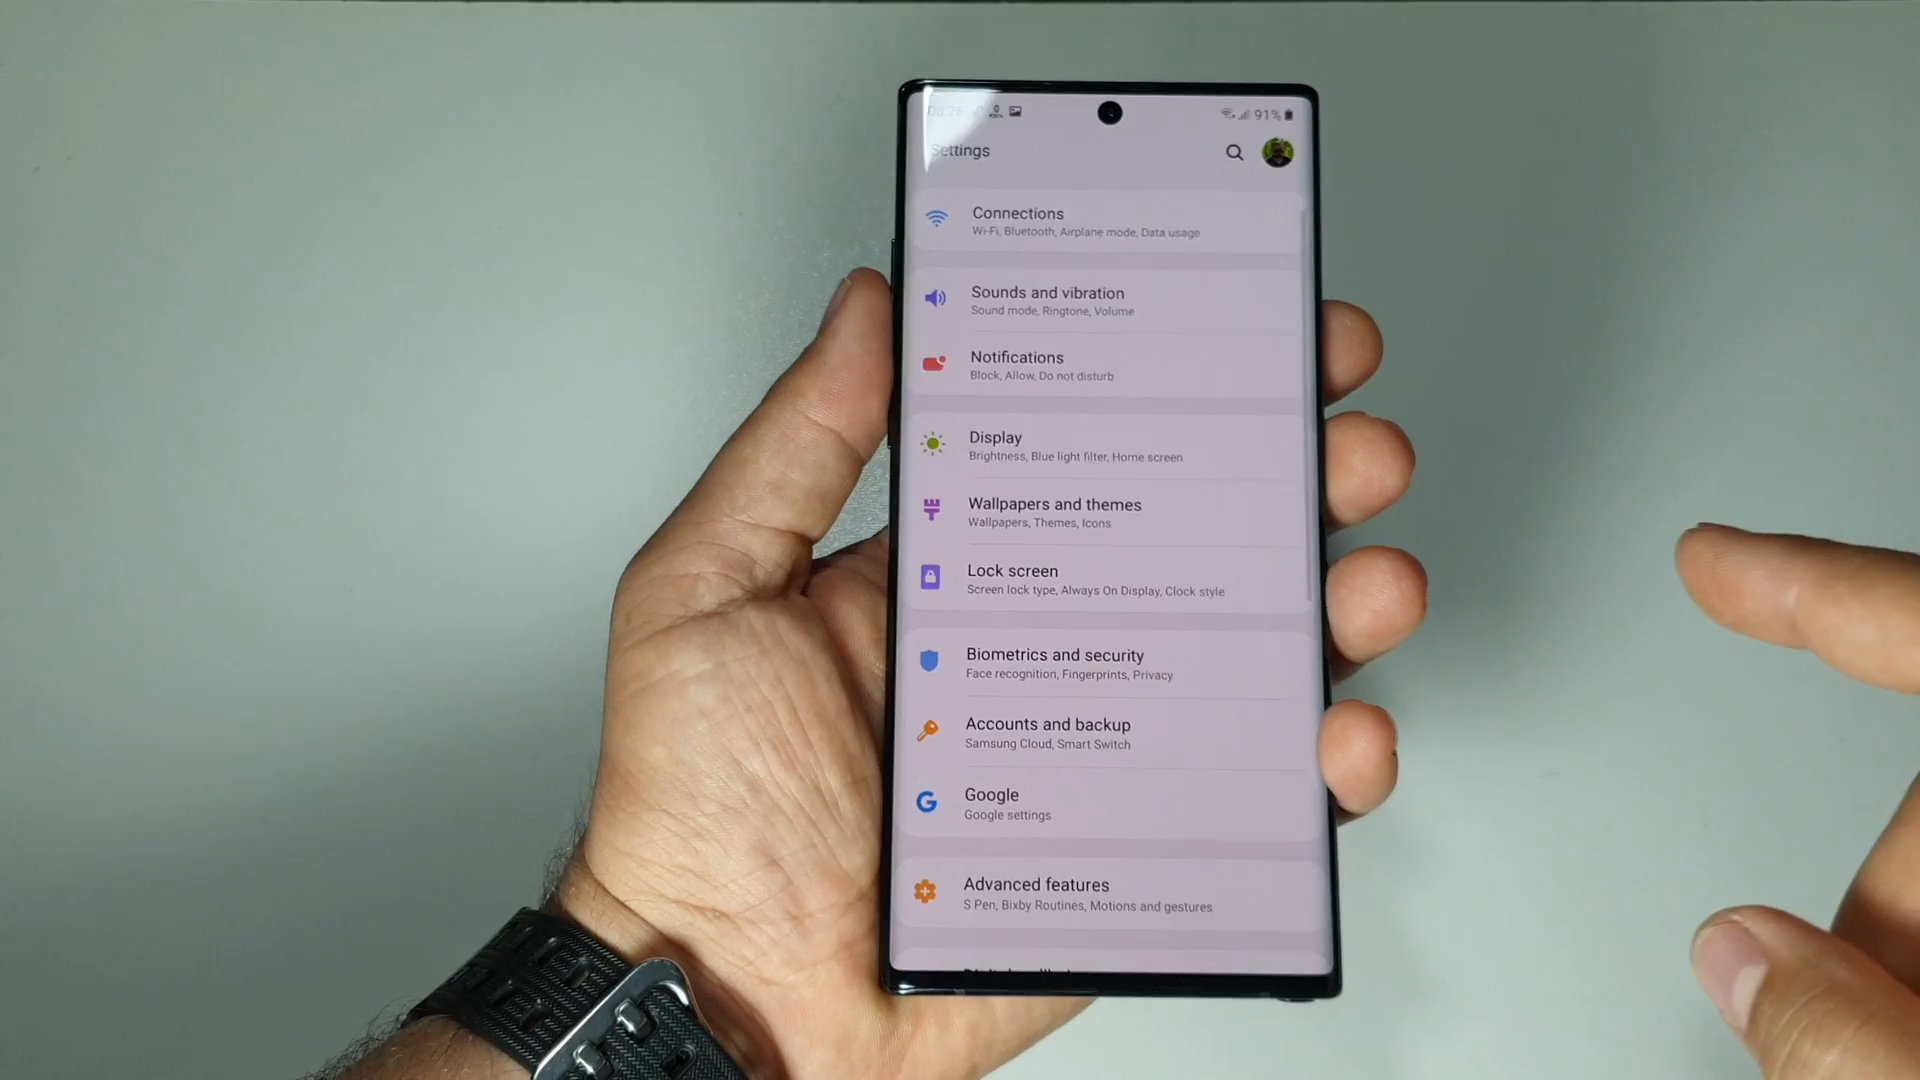 91%
Settings
Connections
Wi-Fi, Bluetooth, Airplane mode, Data usage
Sounds and vibration
Sound mode, Ringtone, Volume
Notifications
Block, Allow, Do not disturb
Display
Brightness, Blue light filter, Home screen
Wallpapers and themes
Wallpapers, Themes, Icons
Lock screen
Screen lock type, Always On Display, Clock style
Biometrics and security
Face recognition, Fingerprints, Privacy
Accounts and backup
Samsung Cloud, Smart Switch
Google
Google settings
Advanced features
S Pen, Bixby Routines, Motions and gestures